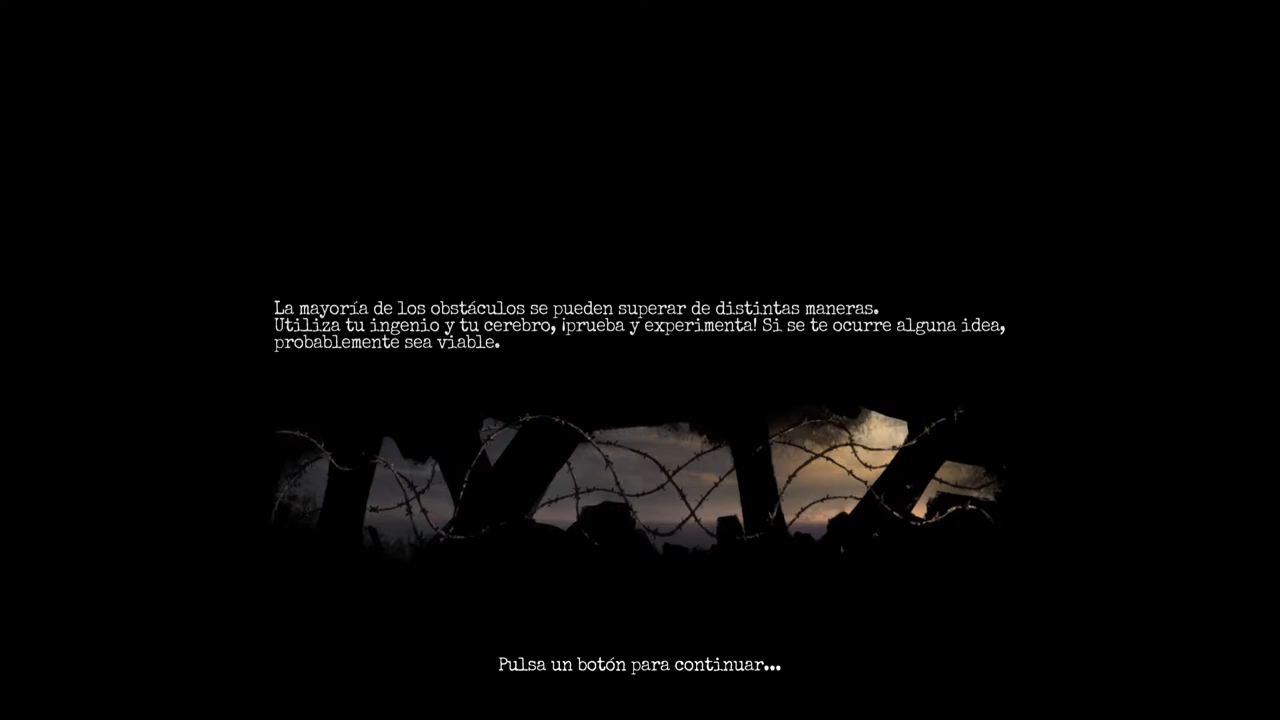 La mayoría de los obstáculos se pueden superar de distintas maneras.
Utiliza tu ingenio y tu cerebro, ¡prueba y experimenta! Si se te ocurre alguna idea,
probablemente sea viable.
Pulsa un botón para continuar...